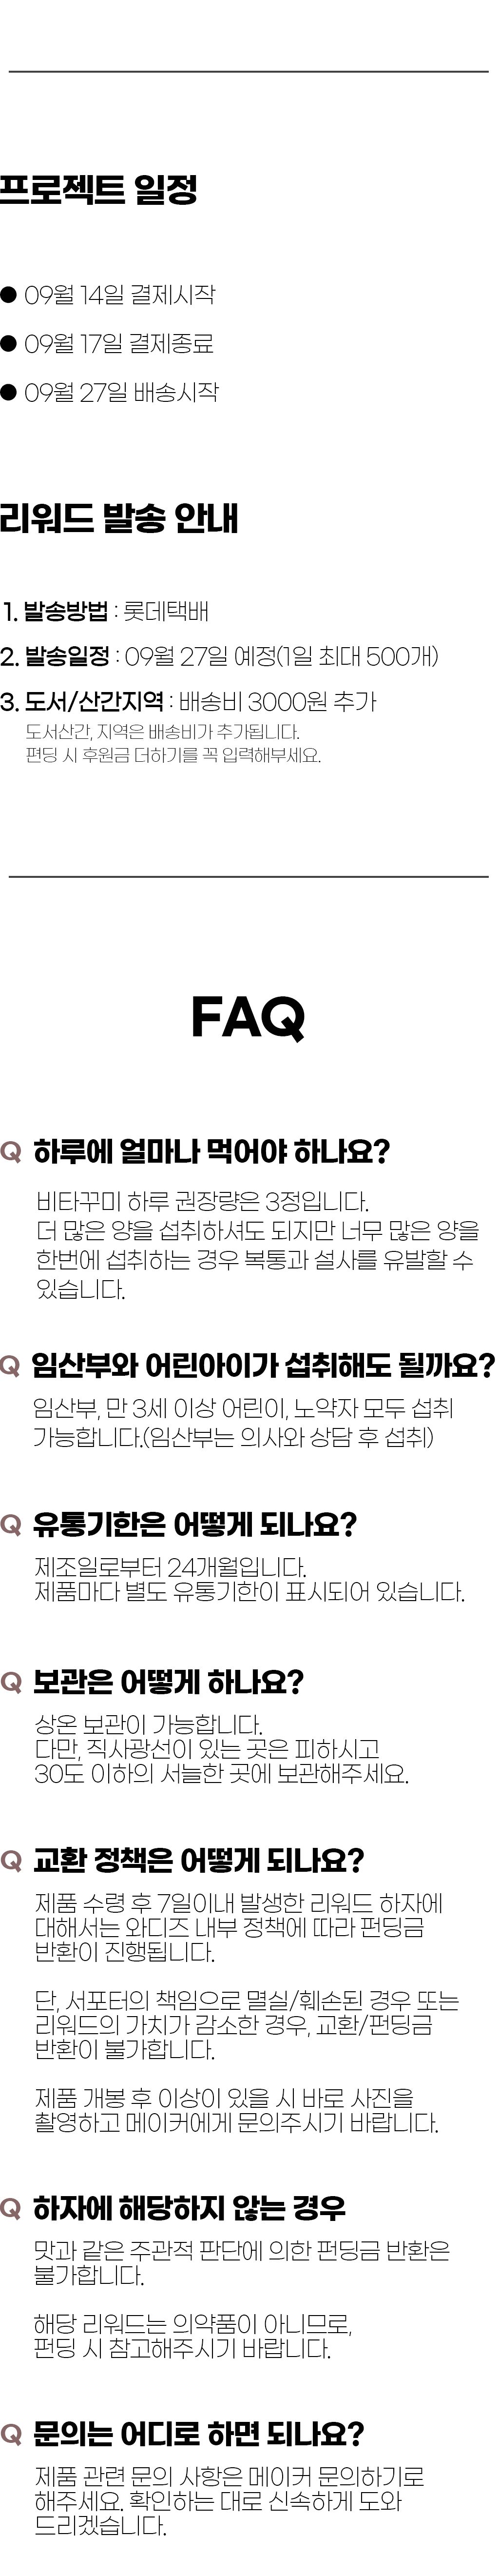 프로젝트 일정
● 09월 14일 결제시작
● 09월 17일 결제종료
● 09월 27일 배송시작
리워드 발송 안내
1. 발송방법 : 롯데택배
2. 발송일정 : 09월 27일 예정(1일 최대 500개)
3. 도서/산간지역 : 배송비 3000원 추가
도서산간, 지역은 배송비가 추가됩니다.
편딩 시 후원금 더하기를 꼭 입력해부세요.
FAQ
Q 하루에 얼마나 먹어야 하나요?
비타꾸미 하루 권장량은 3정입니다.
더 많은 양을 섭취하셔도 되지만 너무 많은 양을
한번에 섭취하는 경우 복통과 설사를 유발할 수
있습니다.
Q 임산부와 어린아이가 섭취해도 될까요?
임산부, 만 3세 이상 어린이, 노약자 모두 섭취
가능합니다.(임산부는 의사와 상담 후 섭취)
Q 유통기한은 어떻게 되나요?
제조일로부터 24개월입니다.
제품마다 별도 유통기한이 표시되어 있습니다.
Q 보관은 어떻게 하나요?
상온 보관이 가능합니다.
다만, 직사광선이 있는 곳은 피하시고
30도 이하의 서늘한 곳에 보관해주세요.
Q 교환 정책은 어떻게 되나요?
제품 수령 후 7일이내 발생한 리워드 하자에
대해서는 와디즈 내부 정책에 따라 펀딩금
반환이 진행됩니다.
단, 서포터의 책임으로 멸실/훼손된 경우 또는
리워드의 가치가 감소한 경우, 교환/펀딩금
반환이 불가합니다.
제품 개봉 후 이상이 있을 시 바로 사진을
촬영하고 메이커에게 문의주시기 바랍니다.
Q 하자에 해당하지 않는 경우
맛과 같은 주관적 판단에 의한 펀딩금 반환은
불가합니다.
해당 리워드는 의약품이 아니므로,
펀딩 시 참고해주시기 바랍니다.
Q 문의는 어디로 하면 되나요?
제품 관련 문의 사항은 메이커 문의하기로
해주세요. 확인하는 대로 신속하게 도와
드리겠습니다.